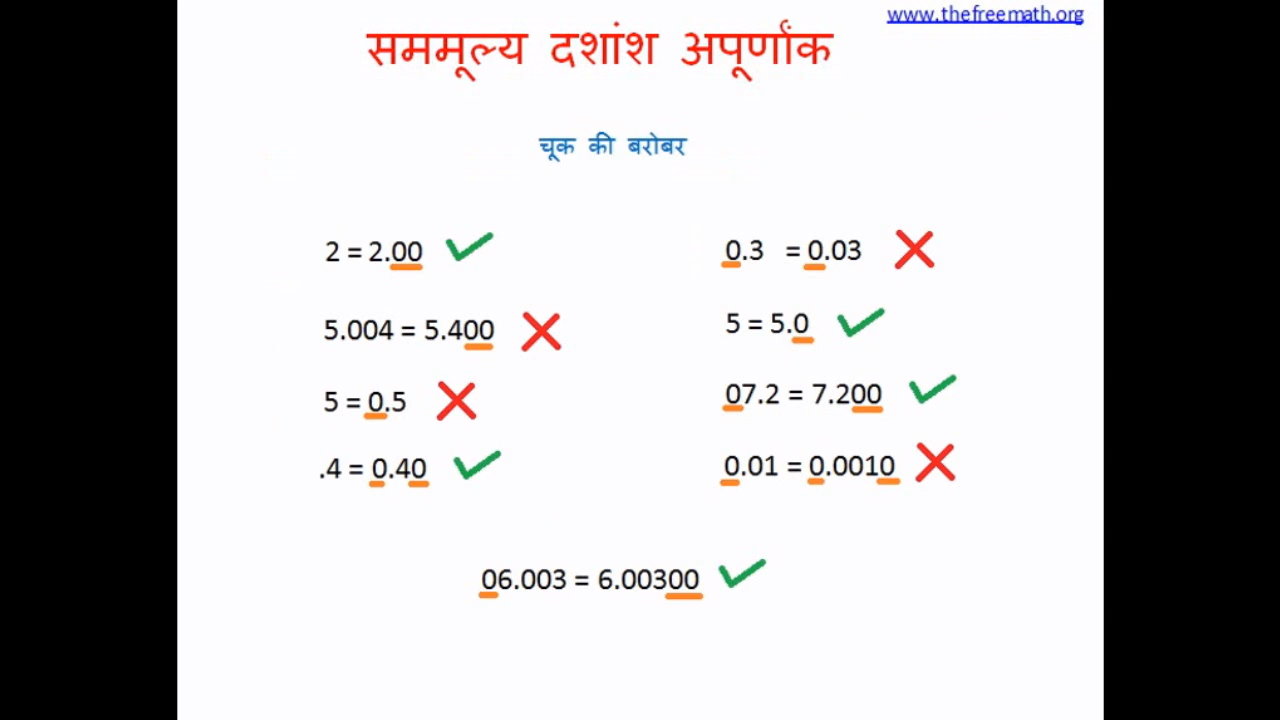 www.thefreemath.org
सममूल्य दशांश अपूर्णांक
चूक की बरोबर
2 = 2.00
0.3 = 0.03
5.004 = 5.400
5 = 5.0
5 = 0.5
07.2 = 7.200
.4 = 0.40
0.01 = 0.0010
06.003 = 6.00300